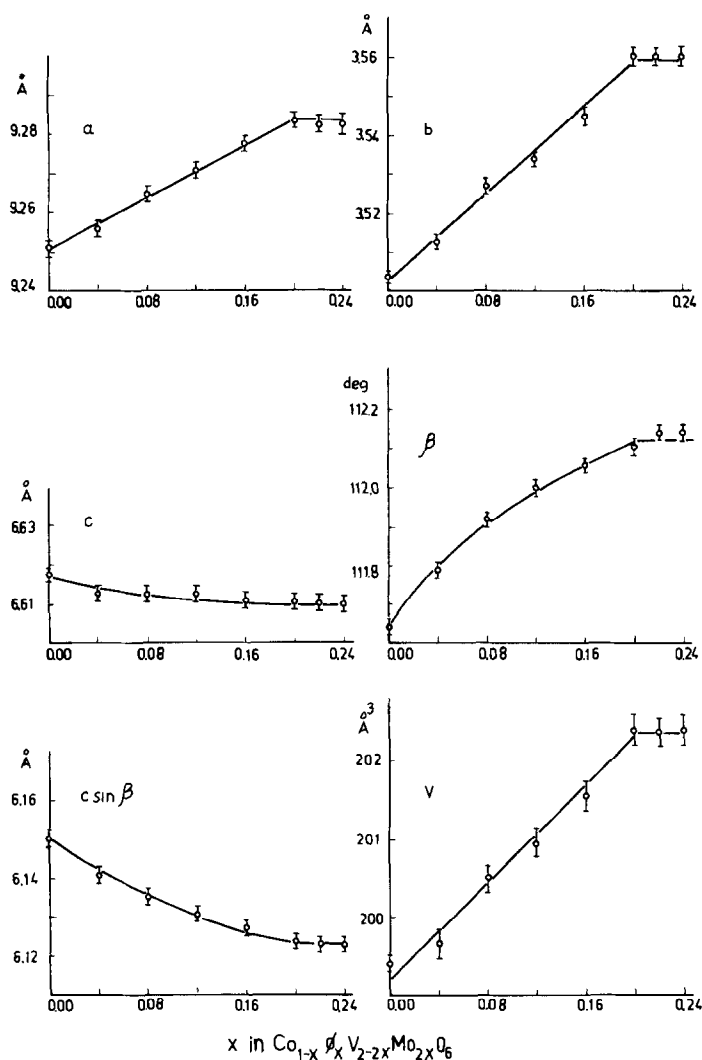 Å
a
9.28
9.26
9.24
0.00 0.08 0.16 0.24
Å
b
3.56
3.54
3.52
0.00 0.08 0.16 0.24
Å
c
6.63
6.61
0.00 0.08 0.16 0.24
deg
β
112.2
112.0
111.8
0.00 0.08 0.16 0.24
Å
c sin β
6.16
6.14
6.12
0.00 0.08 0.16 0.24
Å³
V
202
201
200
0.00 0.08 0.16 0.24
x in Co₁₋ₓ ∅ₓ V₂₋₂ₓ Mo₂ₓ O₆